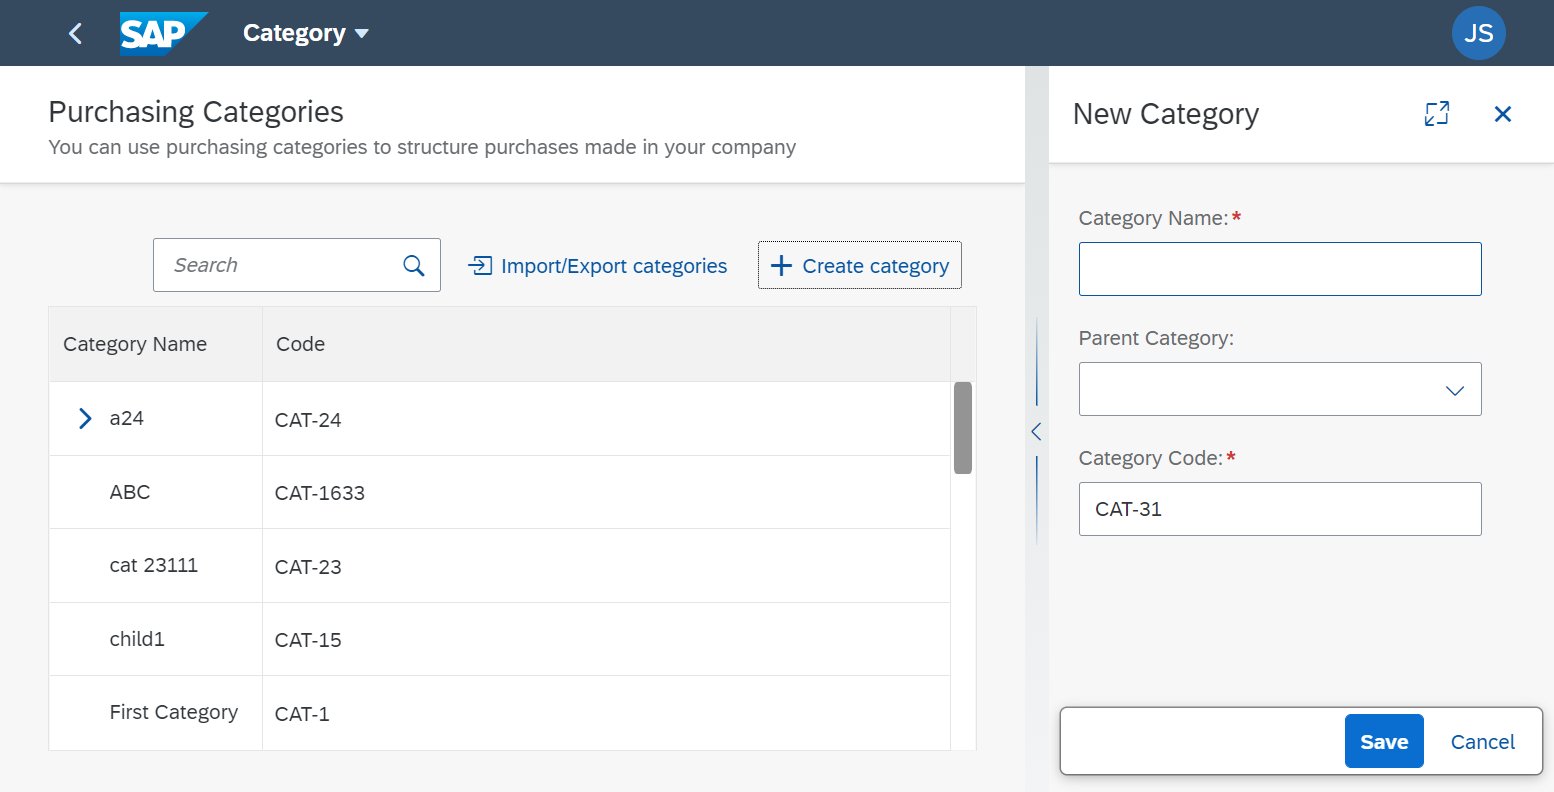 SAP
Category
JS
Purchasing Categories
You can use purchasing categories to structure purchases made in your company
Search
Import/Export categories
Create category
Category Name
Code
a24
CAT-24
ABC
CAT-1633
cat 23111
CAT-23
child1
CAT-15
First Category
CAT-1
New Category
Category Name:*
Parent Category:
Category Code:*
CAT-31
Save
Cancel